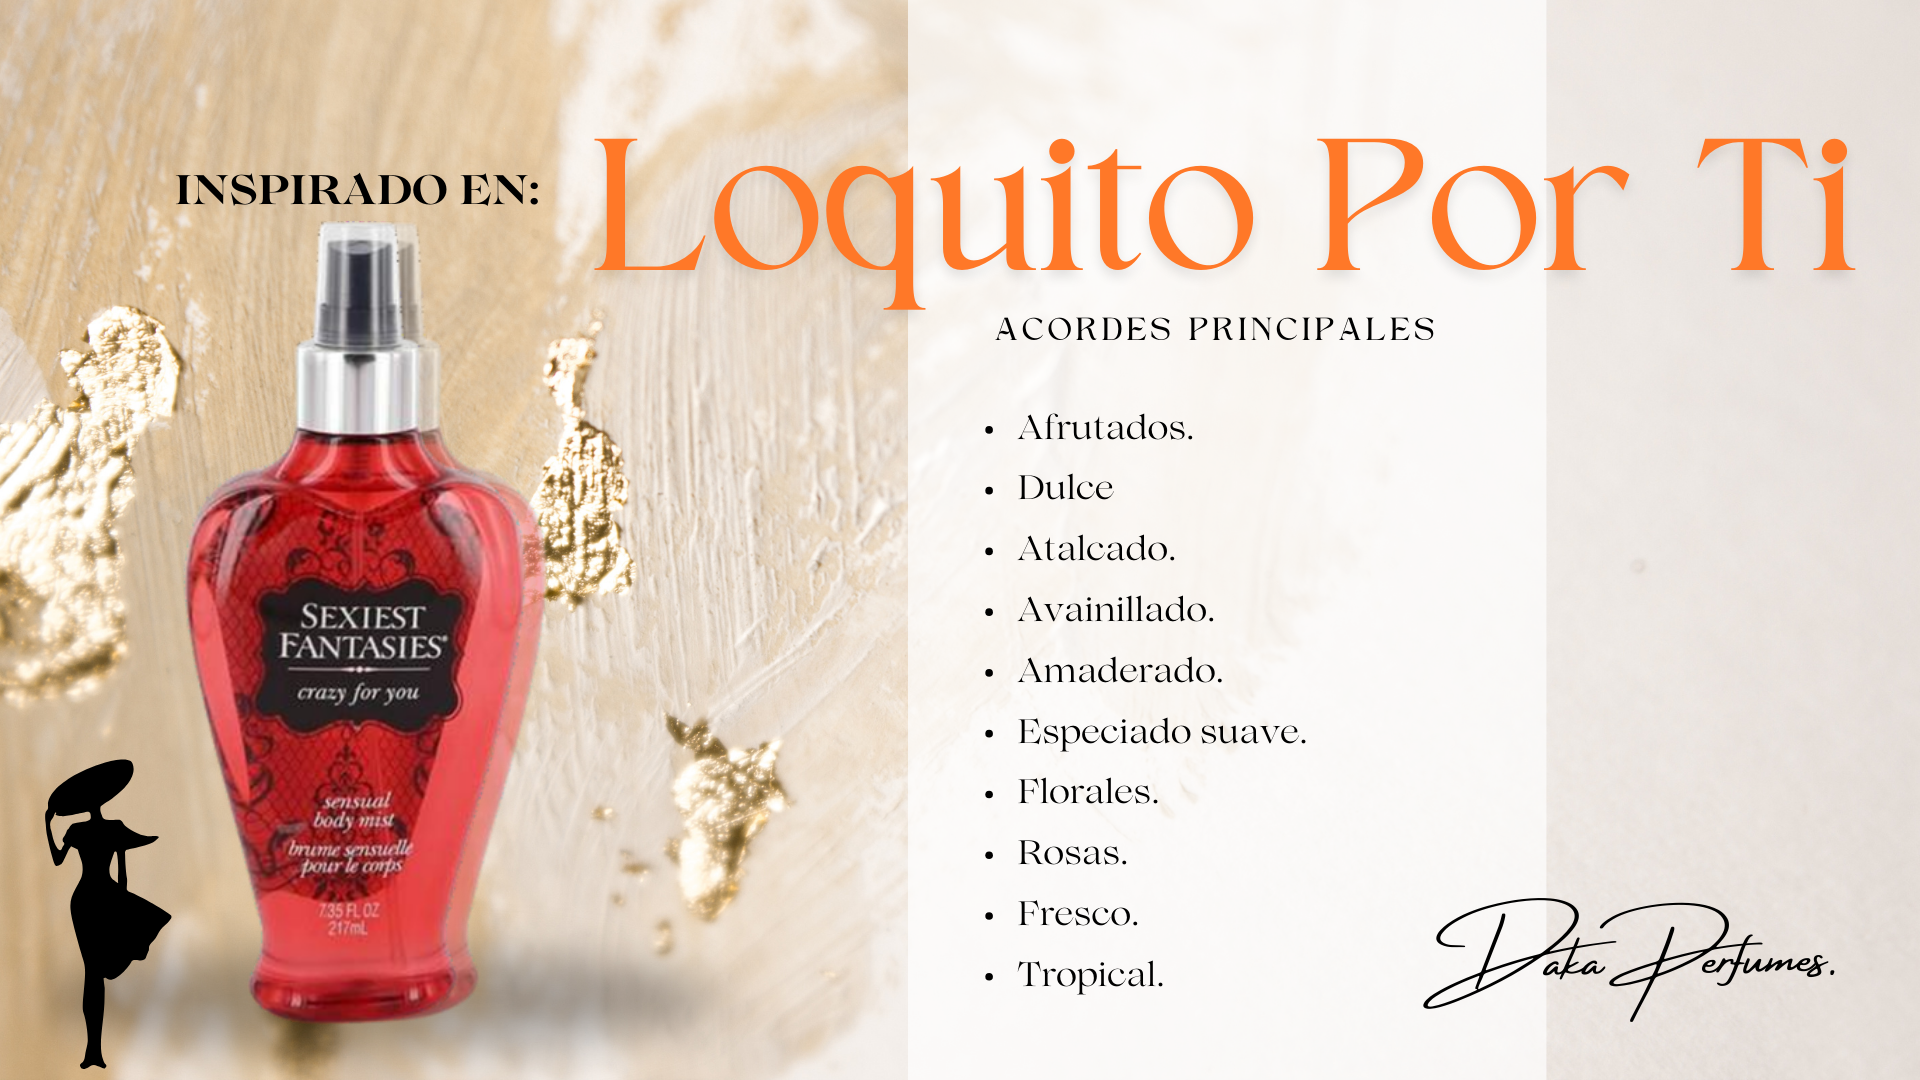 INSPIRADO EN:
Loquito Por Ti
SEXIEST
FANTASIES®
crazy for you
sensual
body mist
brume sensuelle
pour le corps
7.35 FL OZ
217mL
ACORDES PRINCIPALES
• Afrutados.
• Dulce
• Atalcado.
• Avainillado.
• Amaderado.
• Especiado suave.
• Florales.
• Rosas.
• Fresco.
• Tropical.
Daka Perfumes.